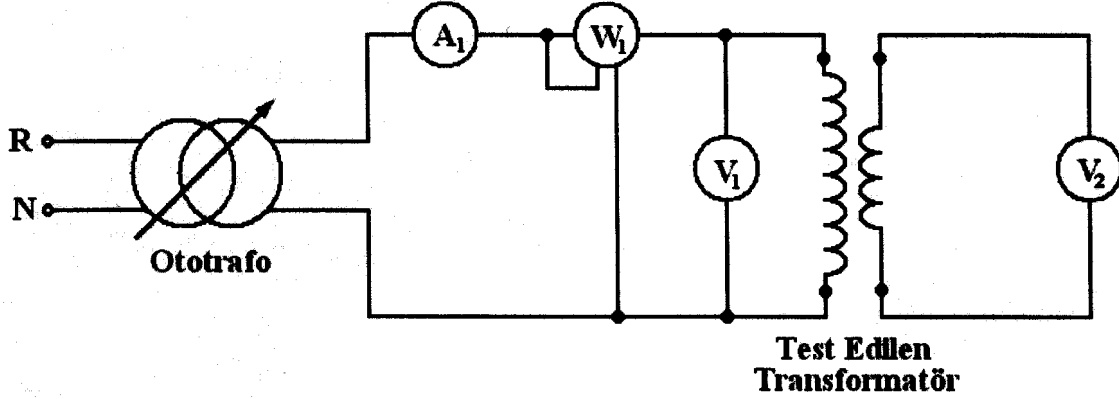 A₁
W₁
R
V₁
V₂
N
Ototrafo
Test Edilen
Transformatör